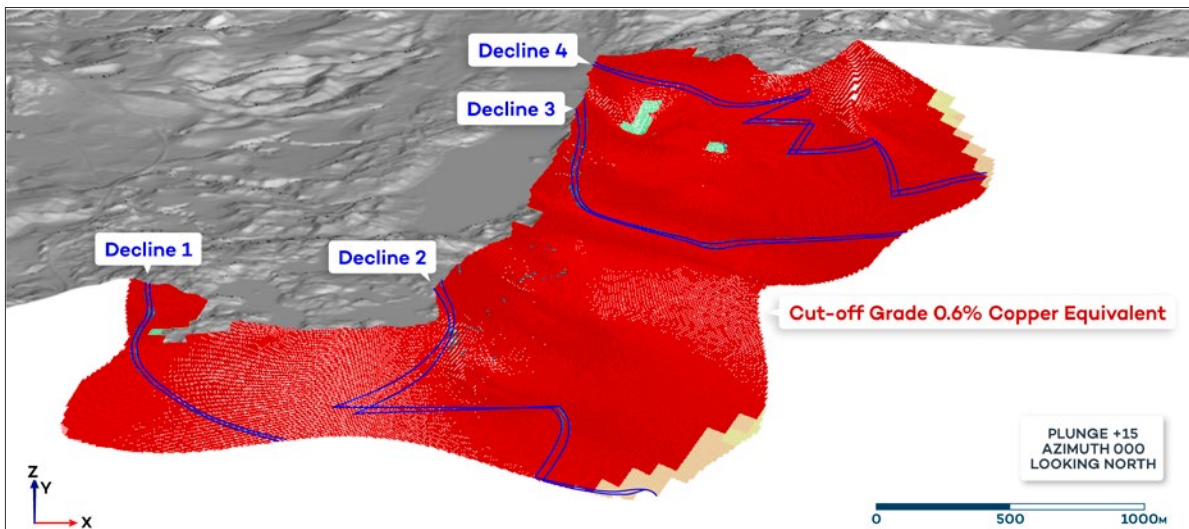 Decline 4
Decline 3
Decline 1
Decline 2
Cut-off Grade 0.6% Copper Equivalent
PLUNGE +15
AZIMUTH 000
LOOKING NORTH
Z
Y
X
0 500 1000M